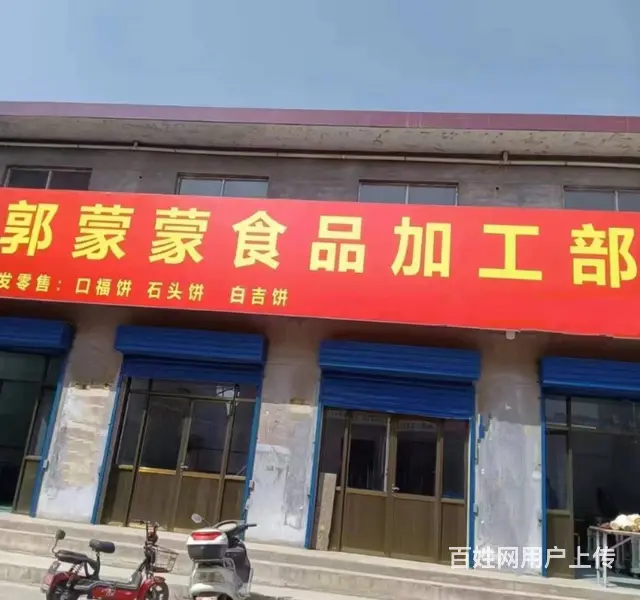 郭蒙蒙食品加工部
发零售：口福饼 石头饼 白吉饼
百姓网用户上传